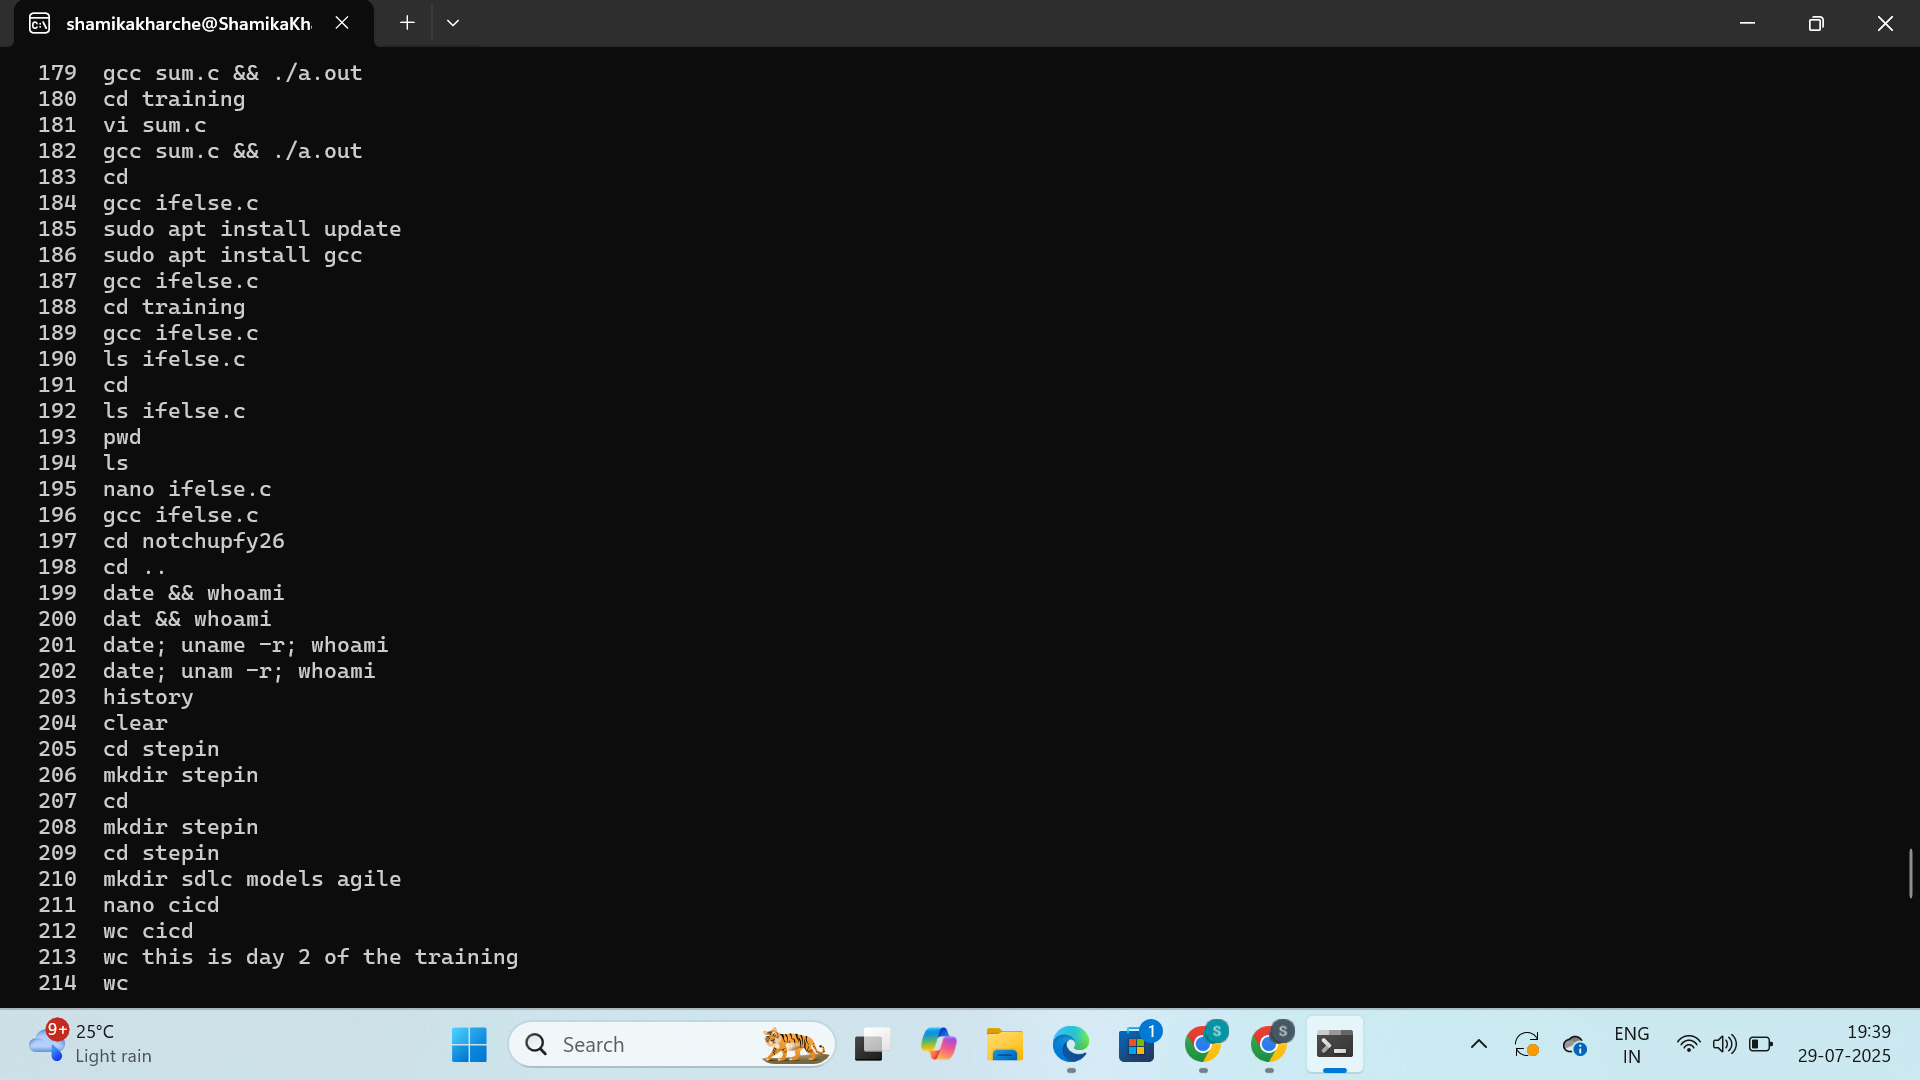 shamikakharche@ShamikaKh
179 gcc sum.c && ./a.out
180 cd training
181 vi sum.c
182 gcc sum.c && ./a.out
183 cd
184 gcc ifelse.c
185 sudo apt install update
186 sudo apt install gcc
187 gcc ifelse.c
188 cd training
189 gcc ifelse.c
190 ls ifelse.c
191 cd
192 ls ifelse.c
193 pwd
194 ls
195 nano ifelse.c
196 gcc ifelse.c
197 cd notchupfy26
198 cd ..
199 date && whoami
200 dat && whoami
201 date; uname -r; whoami
202 date; unam -r; whoami
203 history
204 clear
205 cd stepin
206 mkdir stepin
207 cd
208 mkdir stepin
209 cd stepin
210 mkdir sdlc models agile
211 nano cicd
212 wc cicd
213 wc this is day 2 of the training
214 wc
9+ 25°C
Light rain
Search
1
S
S
ENG
IN
19:39
29-07-2025